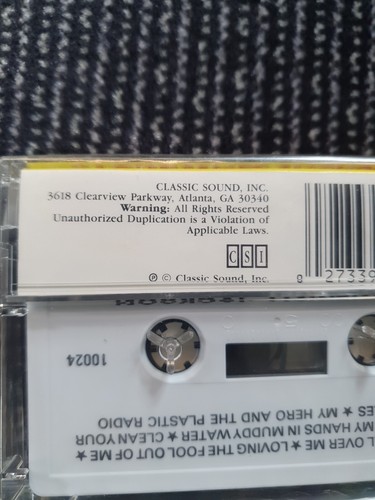 CLASSIC SOUND, INC.
3618 Clearview Parkway, Atlanta, GA 30340
Warning: All Rights Reserved
Unauthorized Duplication is a Violation of
Applicable Laws.
CSI
℗ © Classic Sound, Inc.
8 27339
10024
OVER ME ★ LOVING THE FOOL OUT OF ME ★
MY HANDS IN MUDDY WATER ★ CLEAN YOUR
★ MY HERO AND THE PLASTIC RADIO